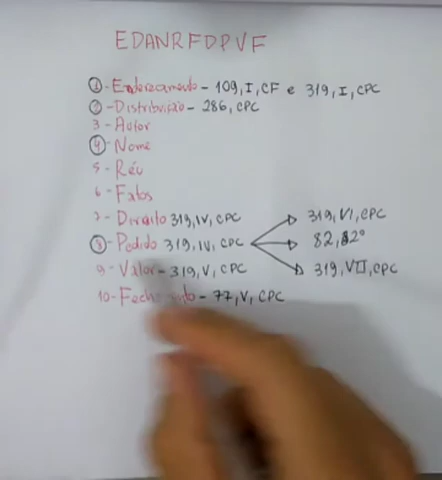 EDANRFDPVF
1 - Endereçamento - 109, I, CF e 319, I, CPC
2 - Distribuição - 286, CPC
3 - Autor
4 - Nome
5 - Réu
6 - Fatos
7 - Direito 319, IV, CPC
8 - Pedido 319, IV, CPC
319, VI, CPC
82, §2º
319, VII, CPC
9 - Valor - 319, V, CPC
10 - - 77, V, CPC